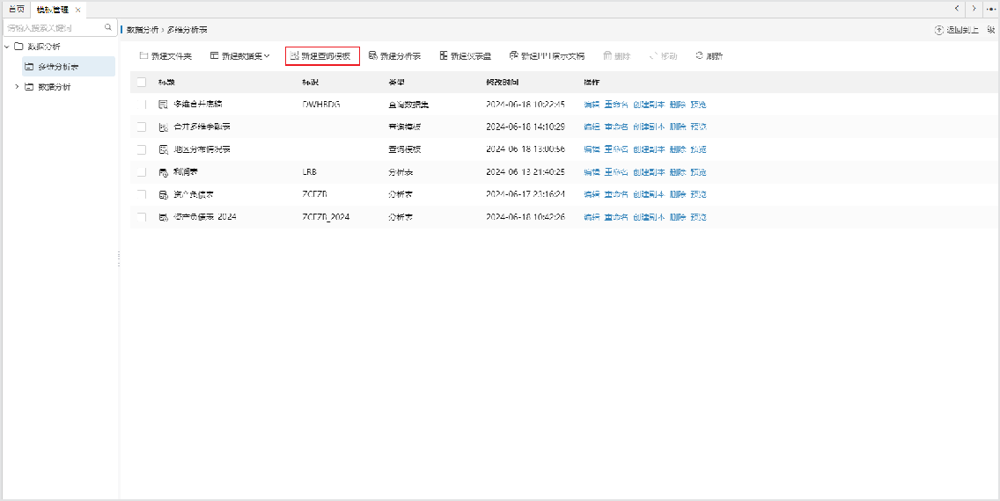 首页 模板管理 ×
请输入搜索关键词
数据分析 › 多维分析表 返回到上一级
数据分析
多维分析表
数据分析
新建文件夹 新建数据集 新建查询模板 新建分析表 新建仪表盘 新建PPT演示文稿 删除 移动 刷新
标题 标识 类型 修改时间 操作
多维合并底稿 DWHBDG 查询数据集 2024-06-18 10:22:45 编辑 重命名 创建副本 删除 预览
合并多维余额表 查询模板 2024-06-18 14:10:29 编辑 重命名 创建副本 删除 预览
地区分布情况表 查询模板 2024-06-18 13:00:56 编辑 重命名 创建副本 删除 预览
利润表 LRB 分析表 2024-06-13 21:40:25 编辑 重命名 创建副本 删除 预览
资产负债表 ZCFZB 分析表 2024-06-17 23:16:24 编辑 重命名 创建副本 删除 预览
资产负债表_2024 ZCFZB_2024 分析表 2024-06-18 10:42:26 编辑 重命名 创建副本 删除 预览